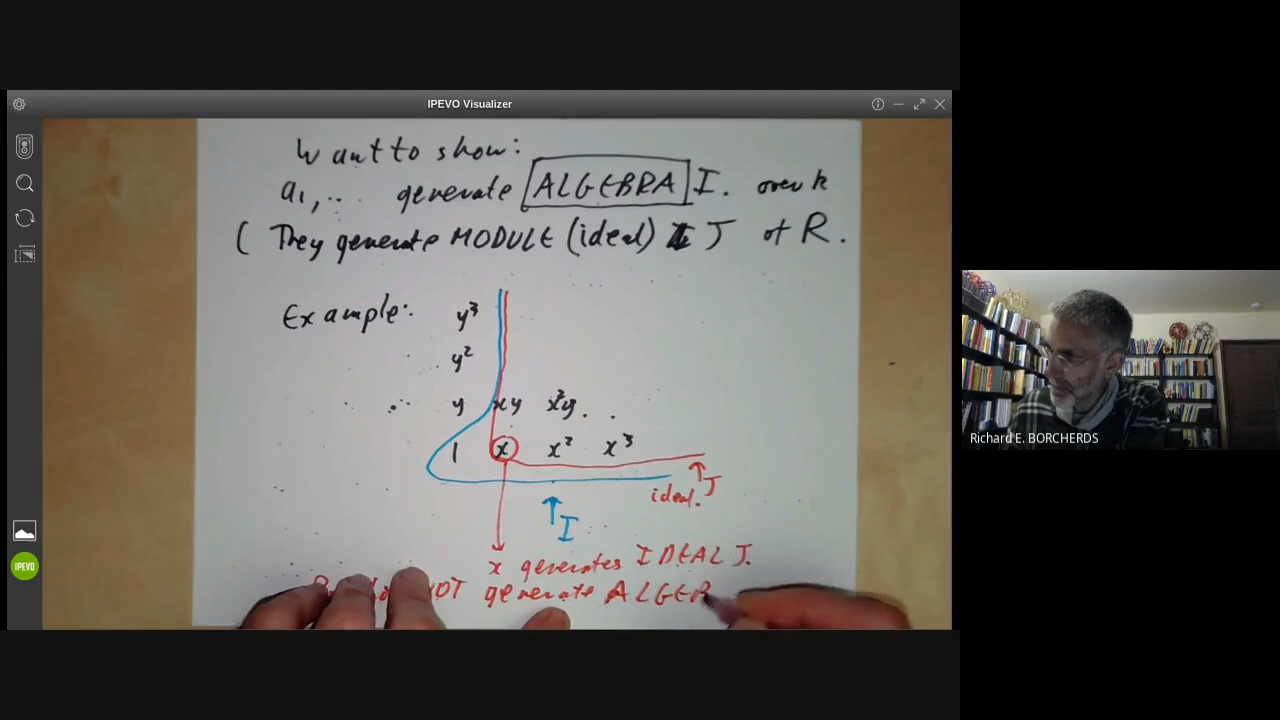 IPEVO Visualizer
Want to show:
a1,.. generate ALGEBRA I. over k
( They generate MODULE (ideal) J of R.
Example: y³
y²
y xy x²y . .
1 x x² x³
ideal. J
I
x generates IDEAL J.
NOT generate ALGEB
IPEVO
Richard E. BORCHERDS